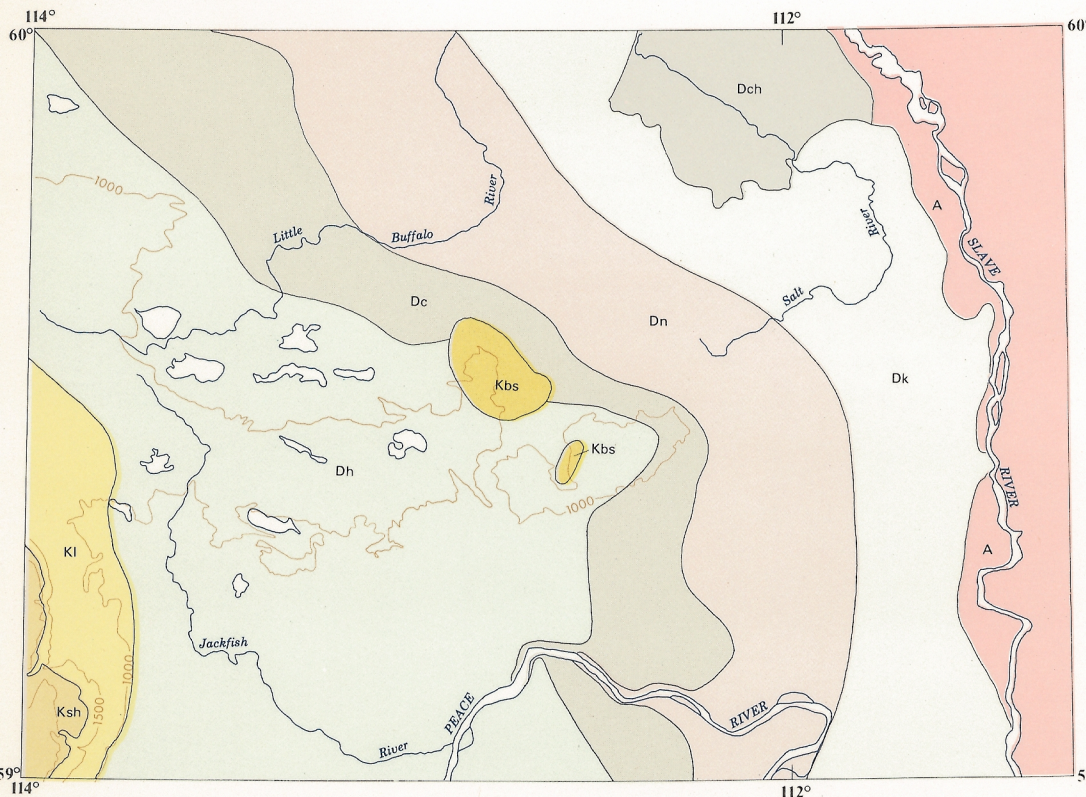 114°
112°
60°
60°
Dch
1000
River
A
Little
Buffalo
River
SLAVE
Dc
Salt
Dn
Dk
Kbs
Kbs
Dh
1000
RIVER
Kl
A
Jackfish
1000
PEACE
1500
Ksh
RIVER
River
59°
5
114°
112°